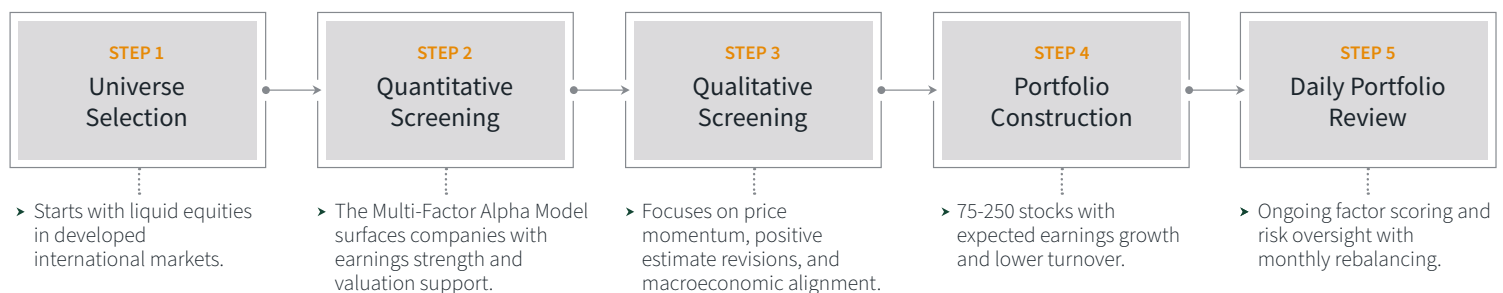 STEP 1
Universe
Selection
STEP 2
Quantitative
Screening
STEP 3
Qualitative
Screening
STEP 4
Portfolio
Construction
STEP 5
Daily Portfolio
Review
Starts with liquid equities
in developed
international markets.
The Multi-Factor Alpha Model
surfaces companies with
earnings strength and
valuation support.
Focuses on price
momentum, positive
estimate revisions, and
macroeconomic alignment.
75-250 stocks with
expected earnings growth
and lower turnover.
Ongoing factor scoring and
risk oversight with
monthly rebalancing.